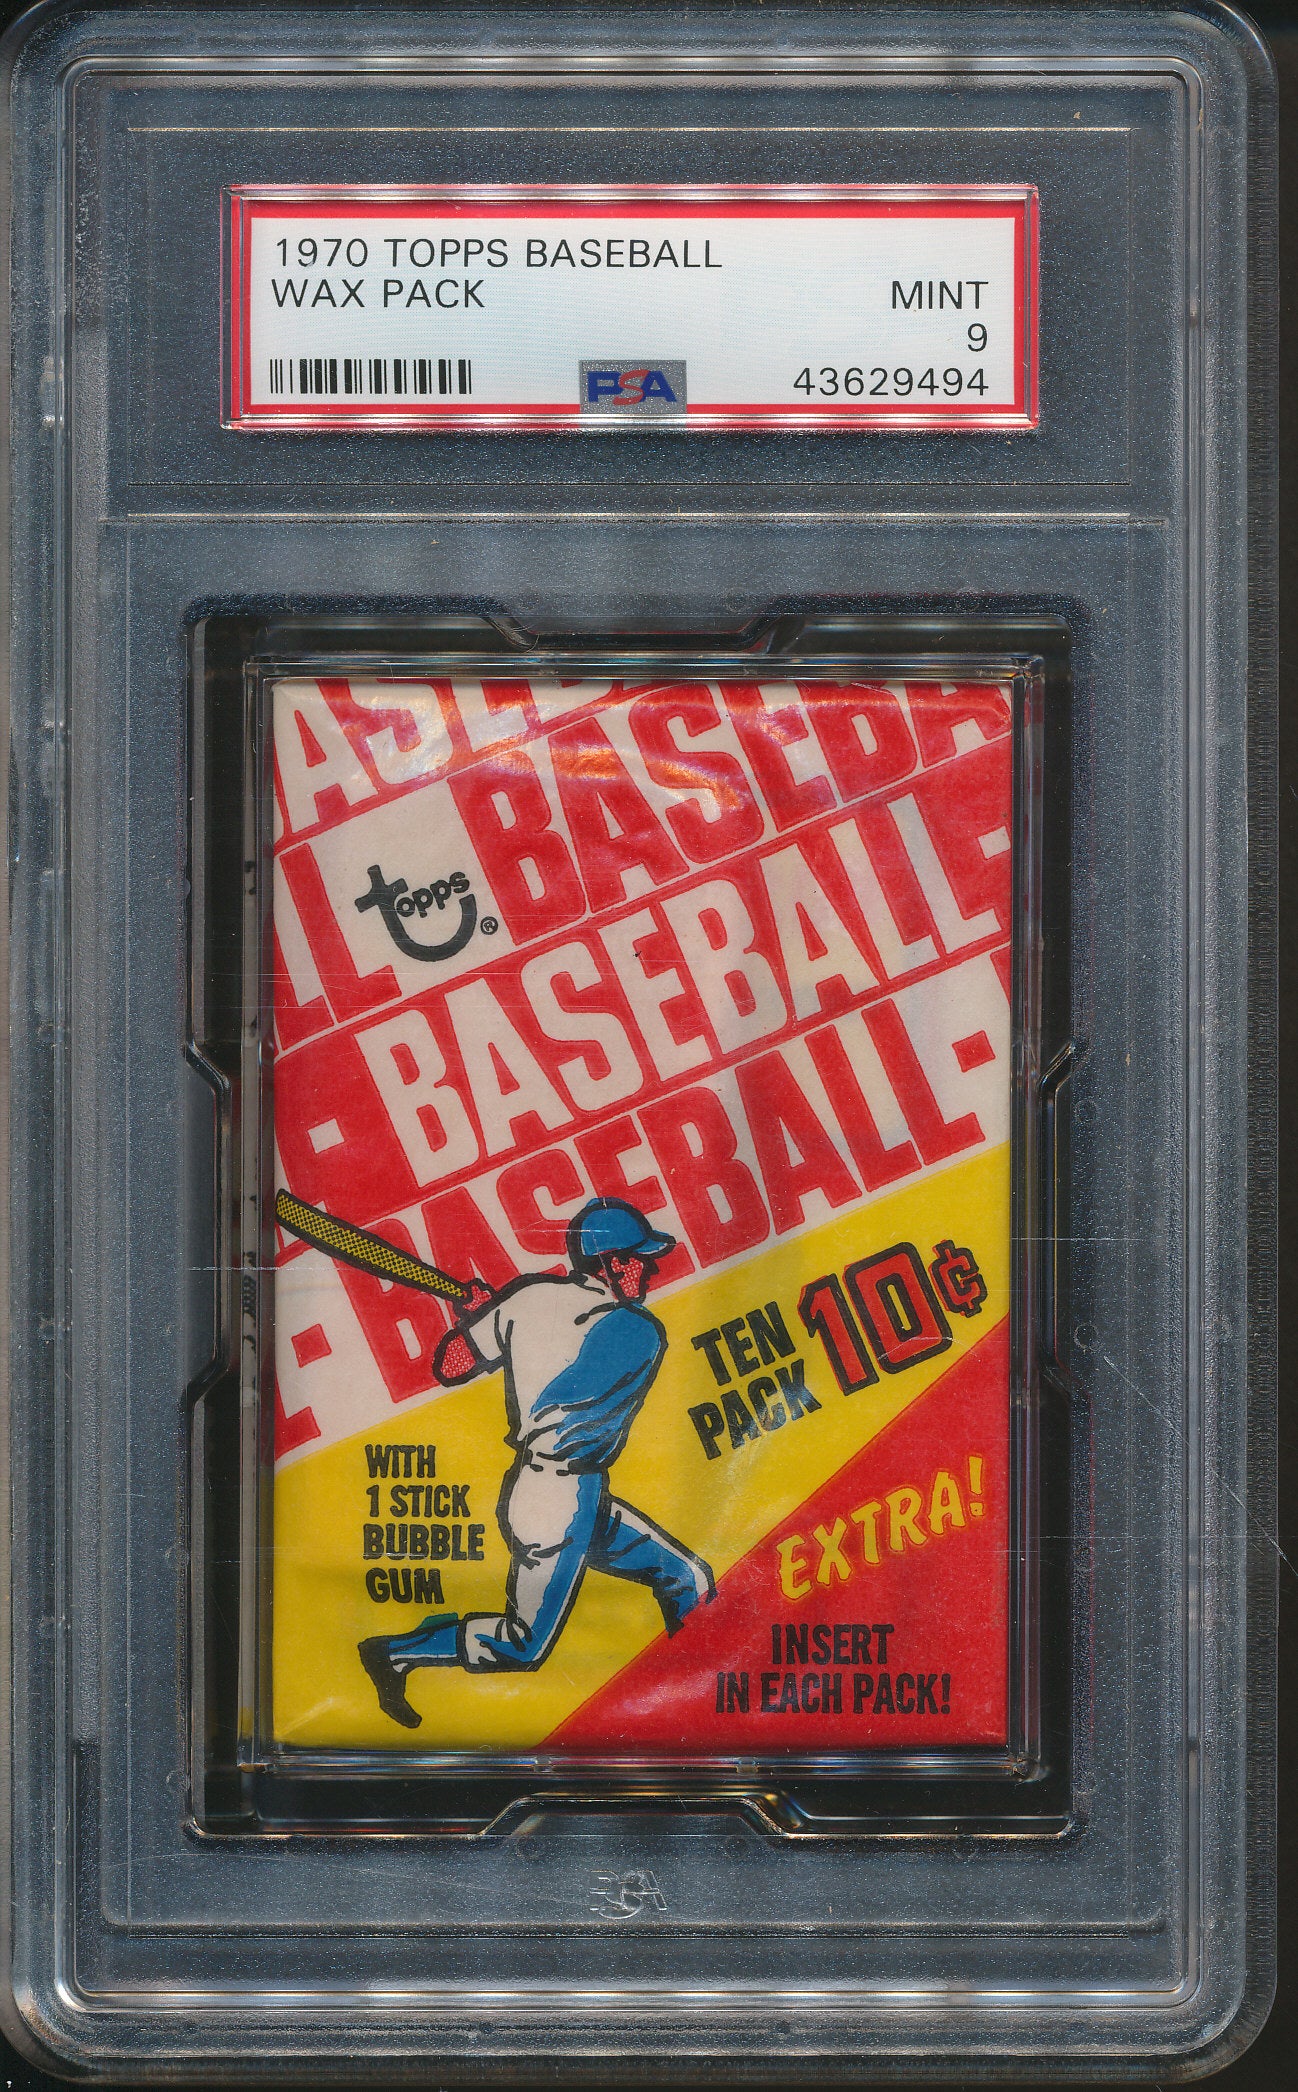 1970 TOPPS BASEBALL
WAX PACK
MINT
9
PSA
43629494
BASEBALL
topps®
BASEBALL
BASEBALL
TEN PACK 10¢
WITH
1 STICK
BUBBLE
GUM
EXTRA!
INSERT
IN EACH PACK!
PSA